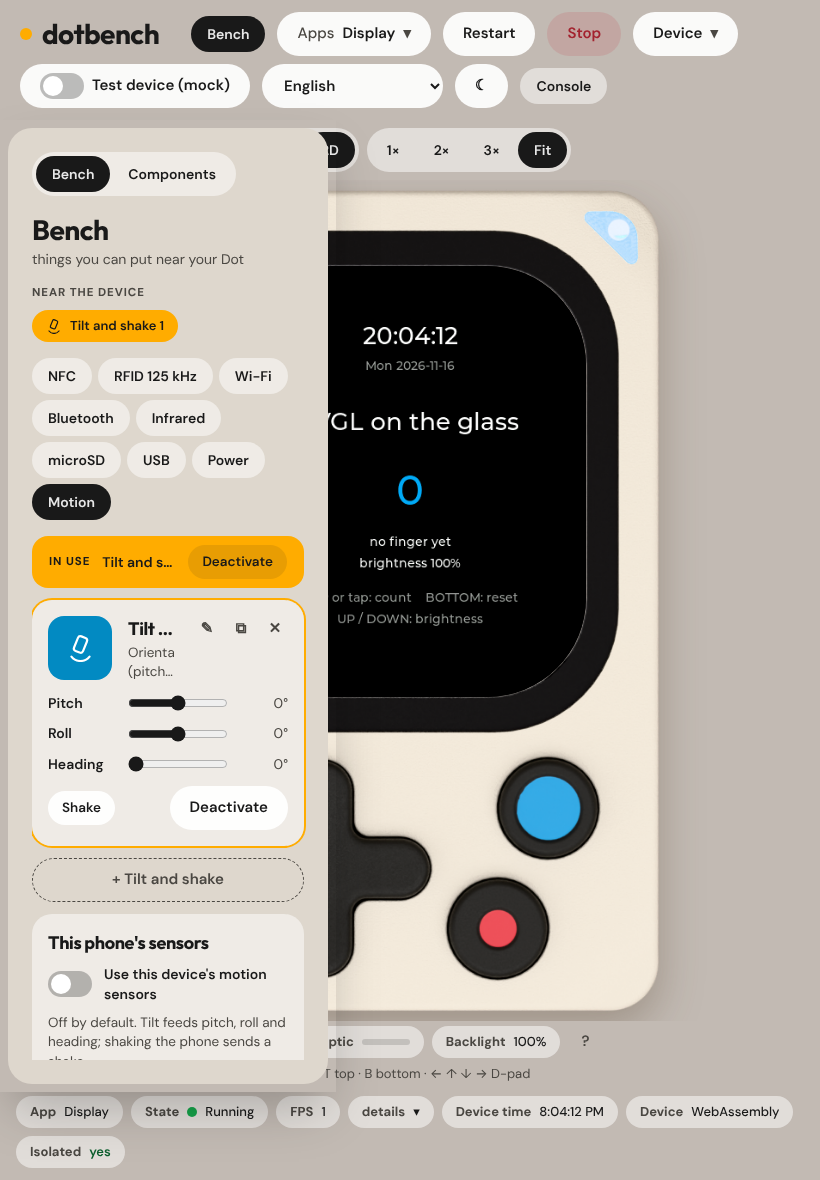 dotbench Bench Apps Display ▾ Restart Stop Device ▾
Test device (mock) English ☾ Console
Bench Components
1× 2× 3× Fit
Bench
things you can put near your Dot
NEAR THE DEVICE
Tilt and shake 1
NFC RFID 125 kHz Wi-Fi
Bluetooth Infrared
microSD USB Power
Motion
IN USE Tilt and s... Deactivate
Tilt ... ✎ ⧉ ✕
Orienta
(pitch...
Pitch 0°
Roll 0°
Heading 0°
Shake Deactivate
+ Tilt and shake
This phone's sensors
Use this device's motion
sensors
Off by default. Tilt feeds pitch, roll and
heading; shaking the phone sends a
20:04:12
Mon 2026-11-16
GL on the glass
0
no finger yet
brightness 100%
or tap: count BOTTOM: reset
UP / DOWN: brightness
Backlight 100% ?
T top · B bottom · ← ↑ ↓ → D-pad
App Display State Running FPS 1 details ▾ Device time 8:04:12 PM Device WebAssembly
Isolated yes